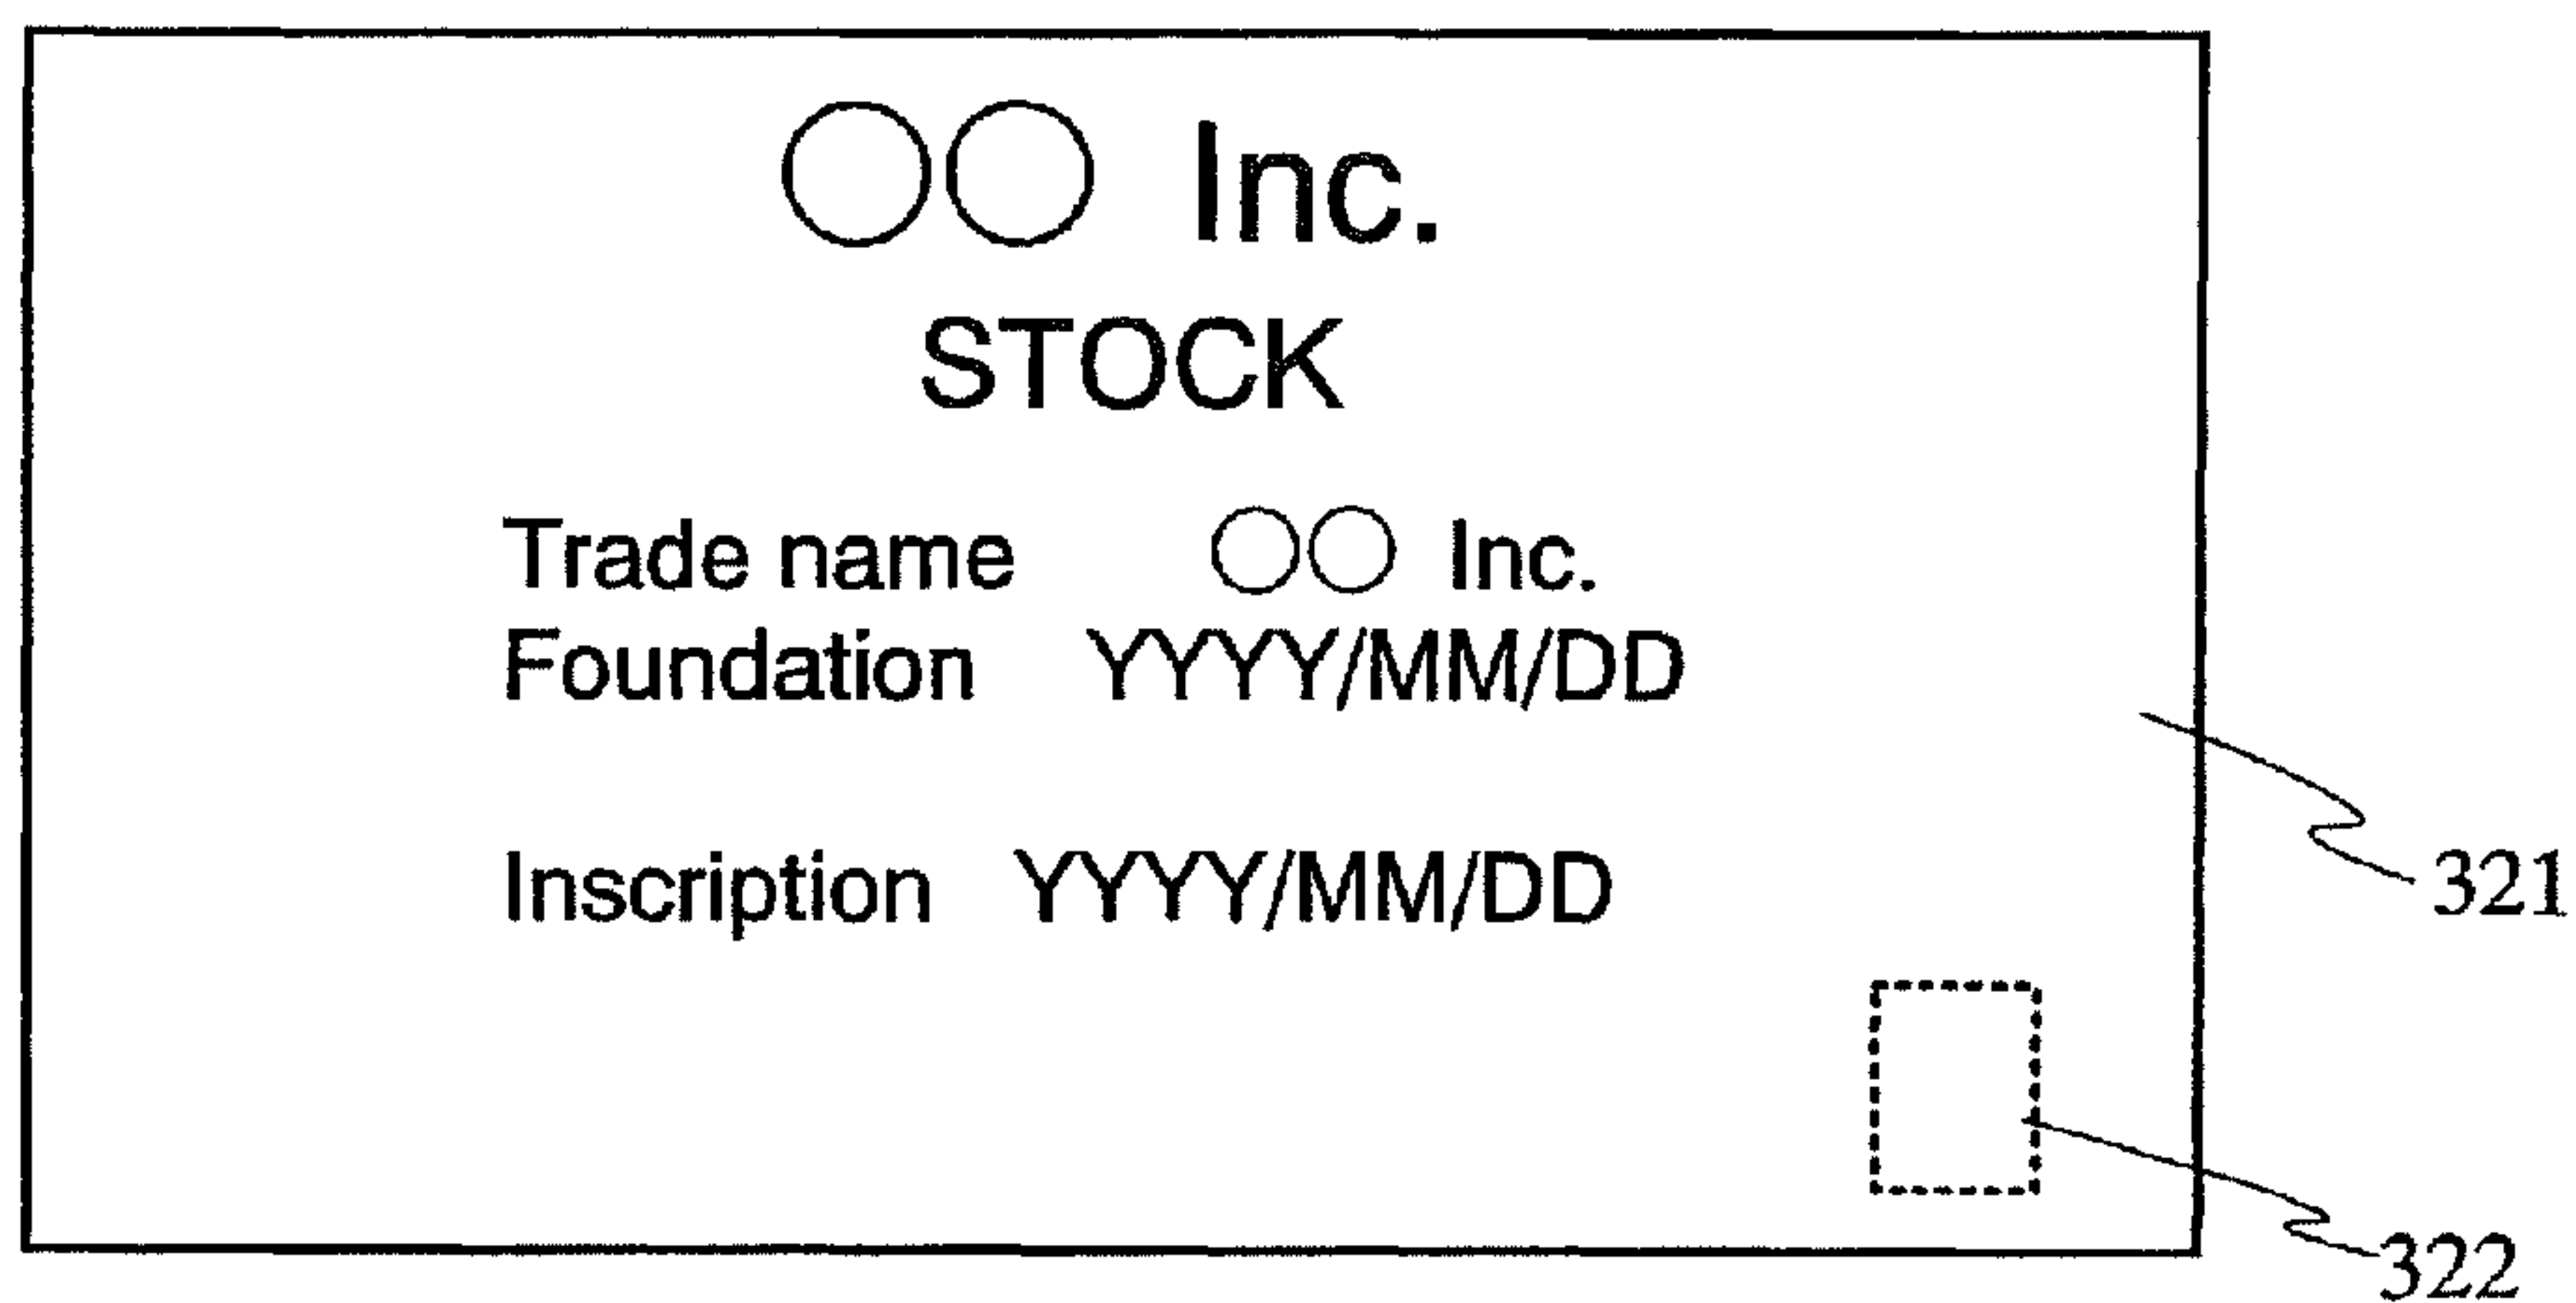 ○○ Inc.
STOCK
Trade name ○○ Inc.
Foundation YYYY/MM/DD
Inscription YYYY/MM/DD
321
322